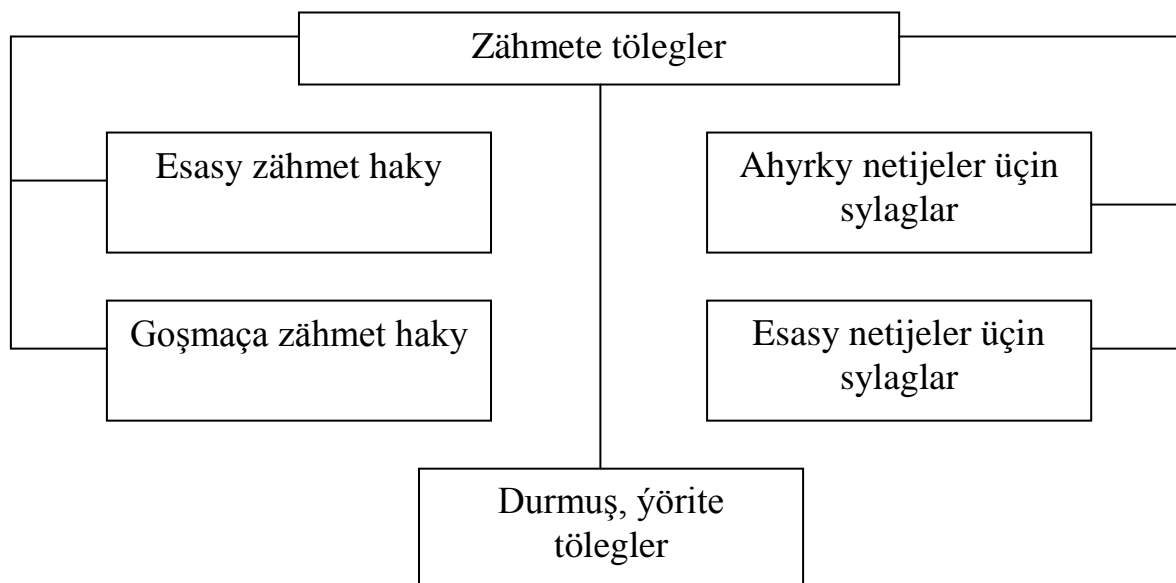 Zähmete tölegler
Esasy zähmet haky
Ahyrky netijeler üçin
sylaglar
Goşmaça zähmet haky
Esasy netijeler üçin
sylaglar
Durmuş, ýörite
tölegler